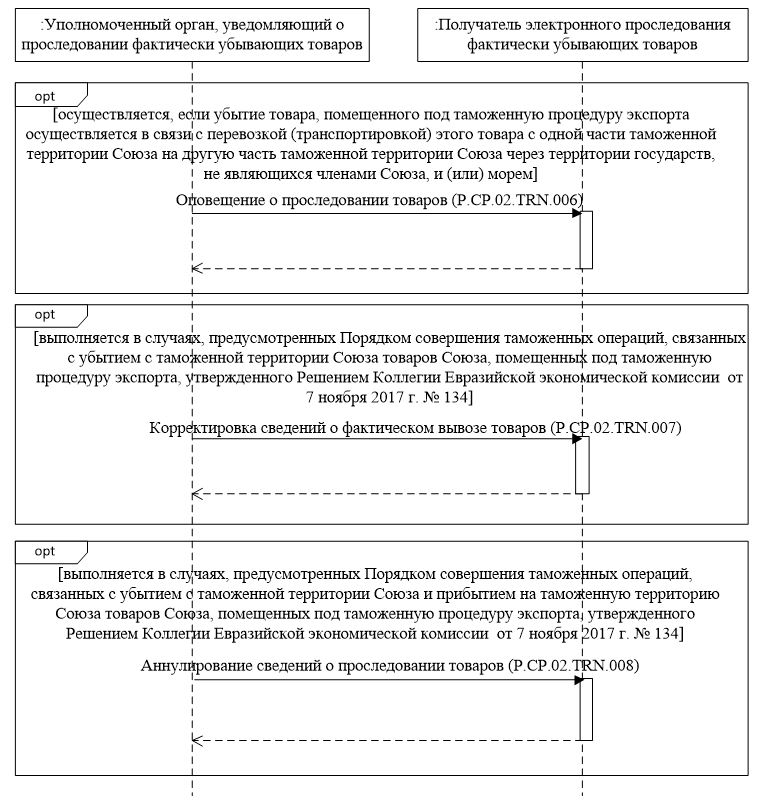 :Уполномоченный орган, уведомляющий о
проследовании фактически убывающих товаров
:Получатель электронного проследования
фактически убывающих товаров
opt
[осуществляется, если убытие товара, помещенного под таможенную процедуру экспорта
осуществляется в связи с перевозкой (транспортировкой) этого товара с одной части таможенной
территории Союза на другую часть таможенной территории Союза через территории государств,
не являющихся членами Союза, и (или) морем]
Оповещение о проследовании товаров (P.CP.02.TRN.006)
opt
[выполняется в случаях, предусмотренных Порядком совершения таможенных операций, связанных
с убытием с таможенной территории Союза товаров Союза, помещенных под таможенную
процедуру экспорта, утвержденного Решением Коллегии Евразийской экономической комиссии от
7 ноября 2017 г. № 134]
Корректировка сведений о фактическом вывозе товаров (P.CP.02.TRN.007)
opt
[выполняется в случаях, предусмотренных Порядком совершения таможенных операций,
связанных с убытием с таможенной территории Союза и прибытием на таможенную территорию
Союза товаров Союза, помещенных под таможенную процедуру экспорта, утвержденного
Решением Коллегии Евразийской экономической комиссии от 7 ноября 2017 г. № 134]
Аннулирование сведений о проследовании товаров (P.CP.02.TRN.008)